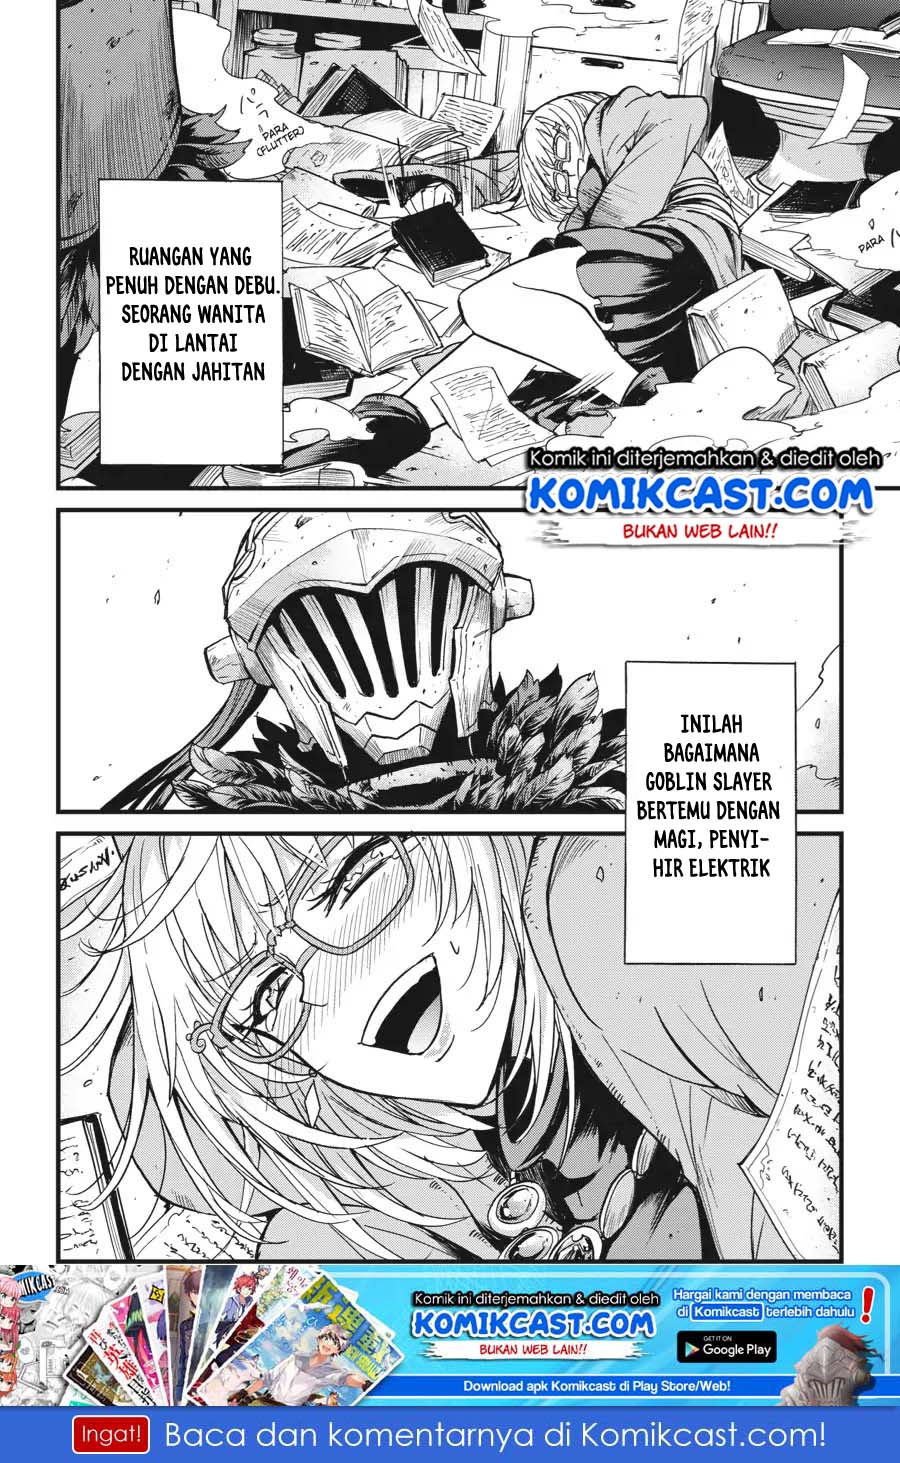 パラ
PARA
(FLUTTER)
PARA
RUANGAN YANG
PENUH DENGAN DEBU.
SEORANG WANITA
DI LANTAI
DENGAN JAHITAN
Komik ini diterjemahkan & diedit oleh
KOMIKCAST.COM
BUKAN WEB LAIN!!
INILAH
BAGAIMANA
GOBLIN SLAYER
BERTEMU DENGAN
MAGI, PENYI-
HIR ELEKTRIK
Komik ini diterjemahkan & diedit oleh
KOMIKCAST.COM
BUKAN WEB LAIN!!
Hargai kami dengan membaca
di Komikcast terlebih dahulu !
GET IT ON
Google Play
Download apk Komikcast di Play Store/Web!
Ingat! Baca dan komentarnya di Komikcast.com!